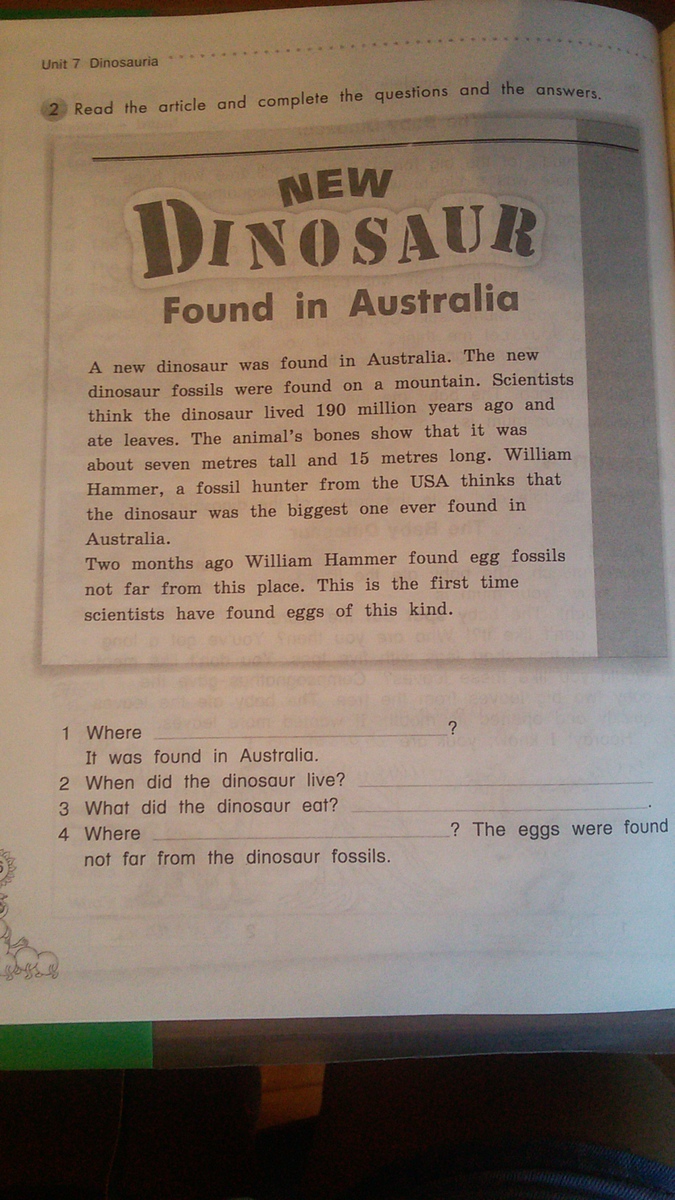 Unit 7 Dinosauria
2 Read the article and complete the questions and the answers.
NEW
DINOSAUR
Found in Australia
A new dinosaur was found in Australia. The new
dinosaur fossils were found on a mountain. Scientists
think the dinosaur lived 190 million years ago and
ate leaves. The animal's bones show that it was
about seven metres tall and 15 metres long. William
Hammer, a fossil hunter from the USA thinks that
the dinosaur was the biggest one ever found in
Australia.
Two months ago William Hammer found egg fossils
not far from this place. This is the first time
scientists have found eggs of this kind.
1 Where ?
It was found in Australia.
2 When did the dinosaur live?
3 What did the dinosaur eat? .
4 Where ? The eggs were found
not far from the dinosaur fossils.